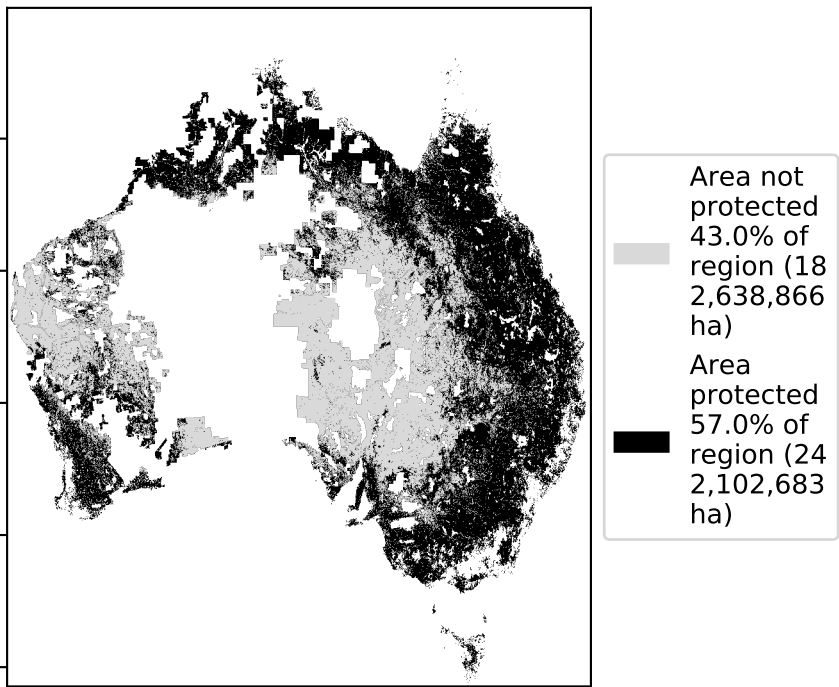 Area not
protected
43.0% of
region (18
2,638,866
ha)
Area
protected
57.0% of
region (24
2,102,683
ha)